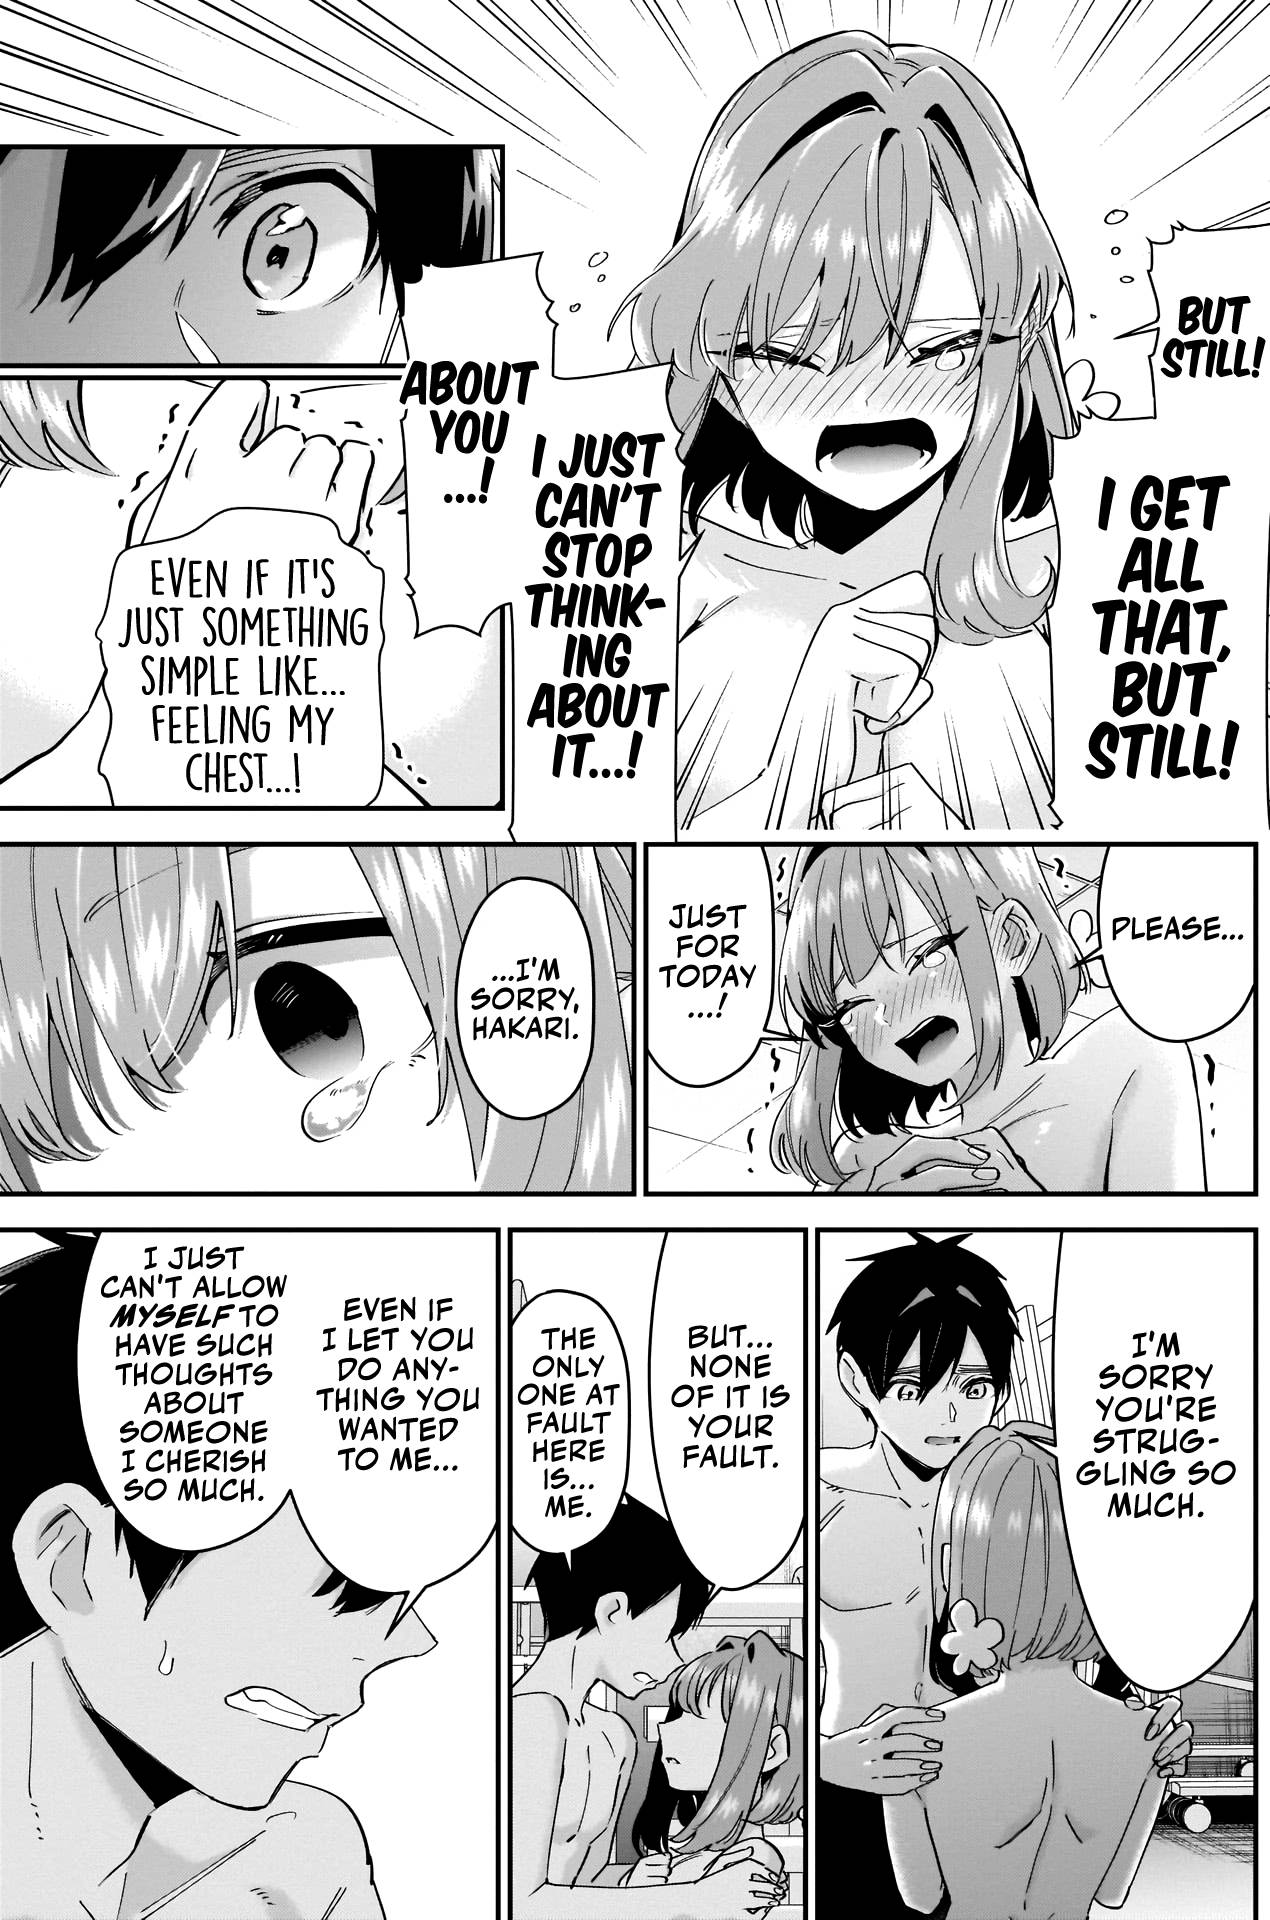 BUT
STILL!
I GET
ALL
THAT,
BUT
STILL!
I JUST
CAN'T
STOP
THINK-
ING
ABOUT
IT...!
ABOUT
YOU
...!
EVEN IF IT'S
JUST SOMETHING
SIMPLE LIKE...
FEELING MY
CHEST...!
PLEASE...
JUST
FOR
TODAY
...!
...I'M
SORRY,
HAKARI.
I'M
SORRY
YOU'RE
STRUG-
GLING SO
MUCH.
BUT...
NONE
OF IT IS
YOUR
FAULT.
THE
ONLY
ONE AT
FAULT
HERE
IS...
ME.
EVEN IF
I LET YOU
DO ANY-
THING YOU
WANTED
TO ME...
I JUST
CAN'T ALLOW
MYSELF TO
HAVE SUCH
THOUGHTS
ABOUT
SOMEONE
I CHERISH
SO MUCH.